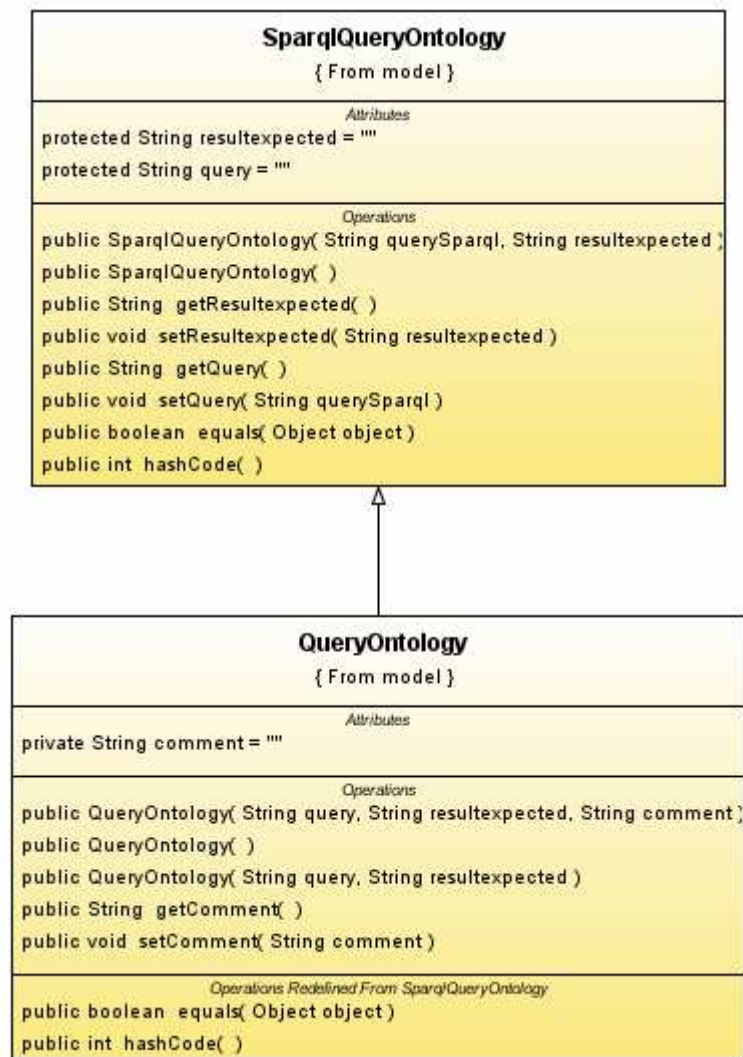 SparqlQueryOntology
{ From model }
Attributes
protected String resultexpected = ""
protected String query = ""
Operations
public SparqlQueryOntology( String querySparql, String resultexpected )
public SparqlQueryOntology( )
public String getResultexpected( )
public void setResultexpected( String resultexpected )
public String getQuery( )
public void setQuery( String querySparql )
public boolean equals( Object object )
public int hashCode( )
QueryOntology
{ From model }
Attributes
private String comment = ""
Operations
public QueryOntology( String query, String resultexpected, String comment )
public QueryOntology( )
public QueryOntology( String query, String resultexpected )
public String getComment( )
public void setComment( String comment )
Operations Redefined From SparqlQueryOntology
public boolean equals( Object object )
public int hashCode( )